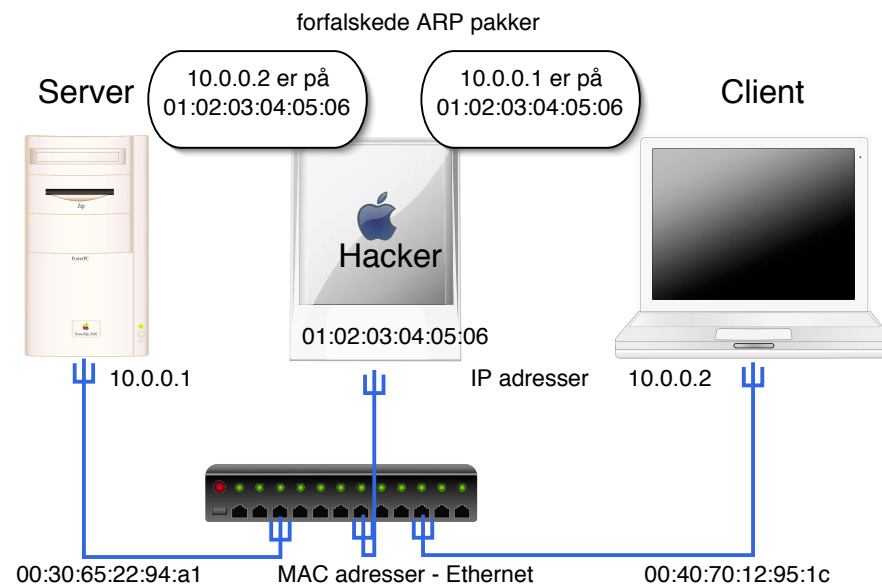 forfalskede ARP pakker
Server
10.0.0.2 er på
01:02:03:04:05:06
10.0.0.1 er på
01:02:03:04:05:06
Client
Zip
PowerPC
Hacker
01:02:03:04:05:06
10.0.0.1
IP adresser
10.0.0.2
00:30:65:22:94:a1
MAC adresser - Ethernet
00:40:70:12:95:1c